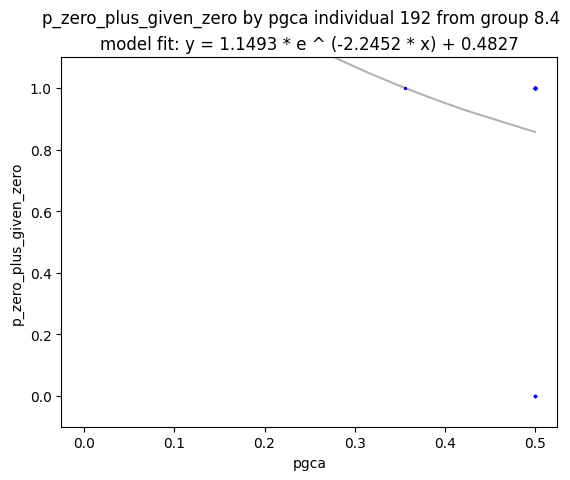 p_zero_plus_given_zero by pgca individual 192 from group 8.4
model fit: y = 1.1493 * e ^ (-2.2452 * x) + 0.4827
1.0
0.8
0.6
0.4
0.2
0.0
p_zero_plus_given_zero
0.0 0.1 0.2 0.3 0.4 0.5
pgca